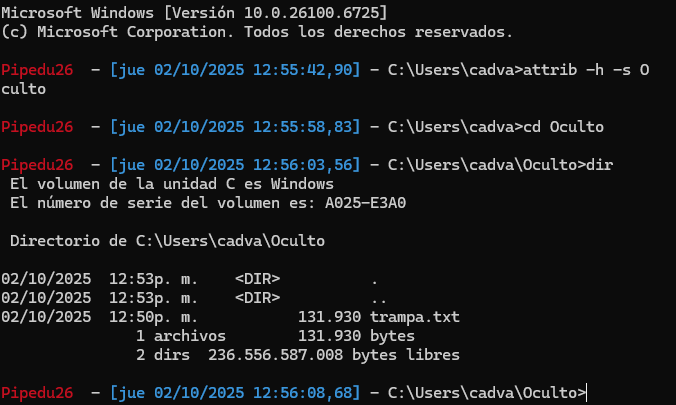 Microsoft Windows [Versión 10.0.26100.6725]
(c) Microsoft Corporation. Todos los derechos reservados.
Pipedu26  - [jue 02/10/2025 12:55:42,90] - C:\Users\cadva>attrib -h -s O
culto
Pipedu26  - [jue 02/10/2025 12:55:58,83] - C:\Users\cadva>cd Oculto
Pipedu26  - [jue 02/10/2025 12:56:03,56] - C:\Users\cadva\Oculto>dir
 El volumen de la unidad C es Windows
 El número de serie del volumen es: A025-E3A0
 Directorio de C:\Users\cadva\Oculto
02/10/2025  12:53p. m.    <DIR>          .
02/10/2025  12:53p. m.    <DIR>          ..
02/10/2025  12:50p. m.           131.930 trampa.txt
               1 archivos        131.930 bytes
               2 dirs  236.556.587.008 bytes libres
Pipedu26  - [jue 02/10/2025 12:56:08,68] - C:\Users\cadva\Oculto>